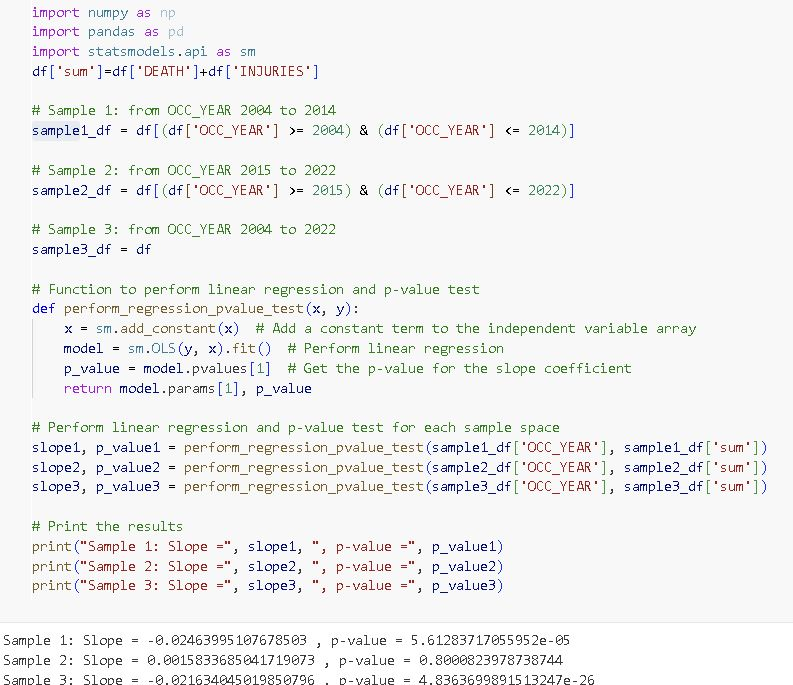 import numpy as np
import pandas as pd
import statsmodels.api as sm
df['sum']=df['DEATH']+df['INJURIES']
# Sample 1: from OCC_YEAR 2004 to 2014
sample1_df = df[(df['OCC_YEAR'] >= 2004) & (df['OCC_YEAR'] <= 2014)]
# Sample 2: from OCC_YEAR 2015 to 2022
sample2_df = df[(df['OCC_YEAR'] >= 2015) & (df['OCC_YEAR'] <= 2022)]
# Sample 3: from OCC_YEAR 2004 to 2022
sample3_df = df
# Function to perform linear regression and p-value test
def perform_regression_pvalue_test(x, y):
    x = sm.add_constant(x)  # Add a constant term to the independent variable array
    model = sm.OLS(y, x).fit()  # Perform linear regression
    p_value = model.pvalues[1]  # Get the p-value for the slope coefficient
    return model.params[1], p_value
# Perform linear regression and p-value test for each sample space
slope1, p_value1 = perform_regression_pvalue_test(sample1_df['OCC_YEAR'], sample1_df['sum'])
slope2, p_value2 = perform_regression_pvalue_test(sample2_df['OCC_YEAR'], sample2_df['sum'])
slope3, p_value3 = perform_regression_pvalue_test(sample3_df['OCC_YEAR'], sample3_df['sum'])
# Print the results
print("Sample 1: Slope =", slope1, ", p-value =", p_value1)
print("Sample 2: Slope =", slope2, ", p-value =", p_value2)
print("Sample 3: Slope =", slope3, ", p-value =", p_value3)
Sample 1: Slope = -0.02463995107678503 , p-value = 5.61283717055952e-05
Sample 2: Slope = 0.0015833685041719073 , p-value = 0.8000823978738744
Sample 3: Slope = -0.021634045019850796 , p-value = 4.8363699891513247e-26